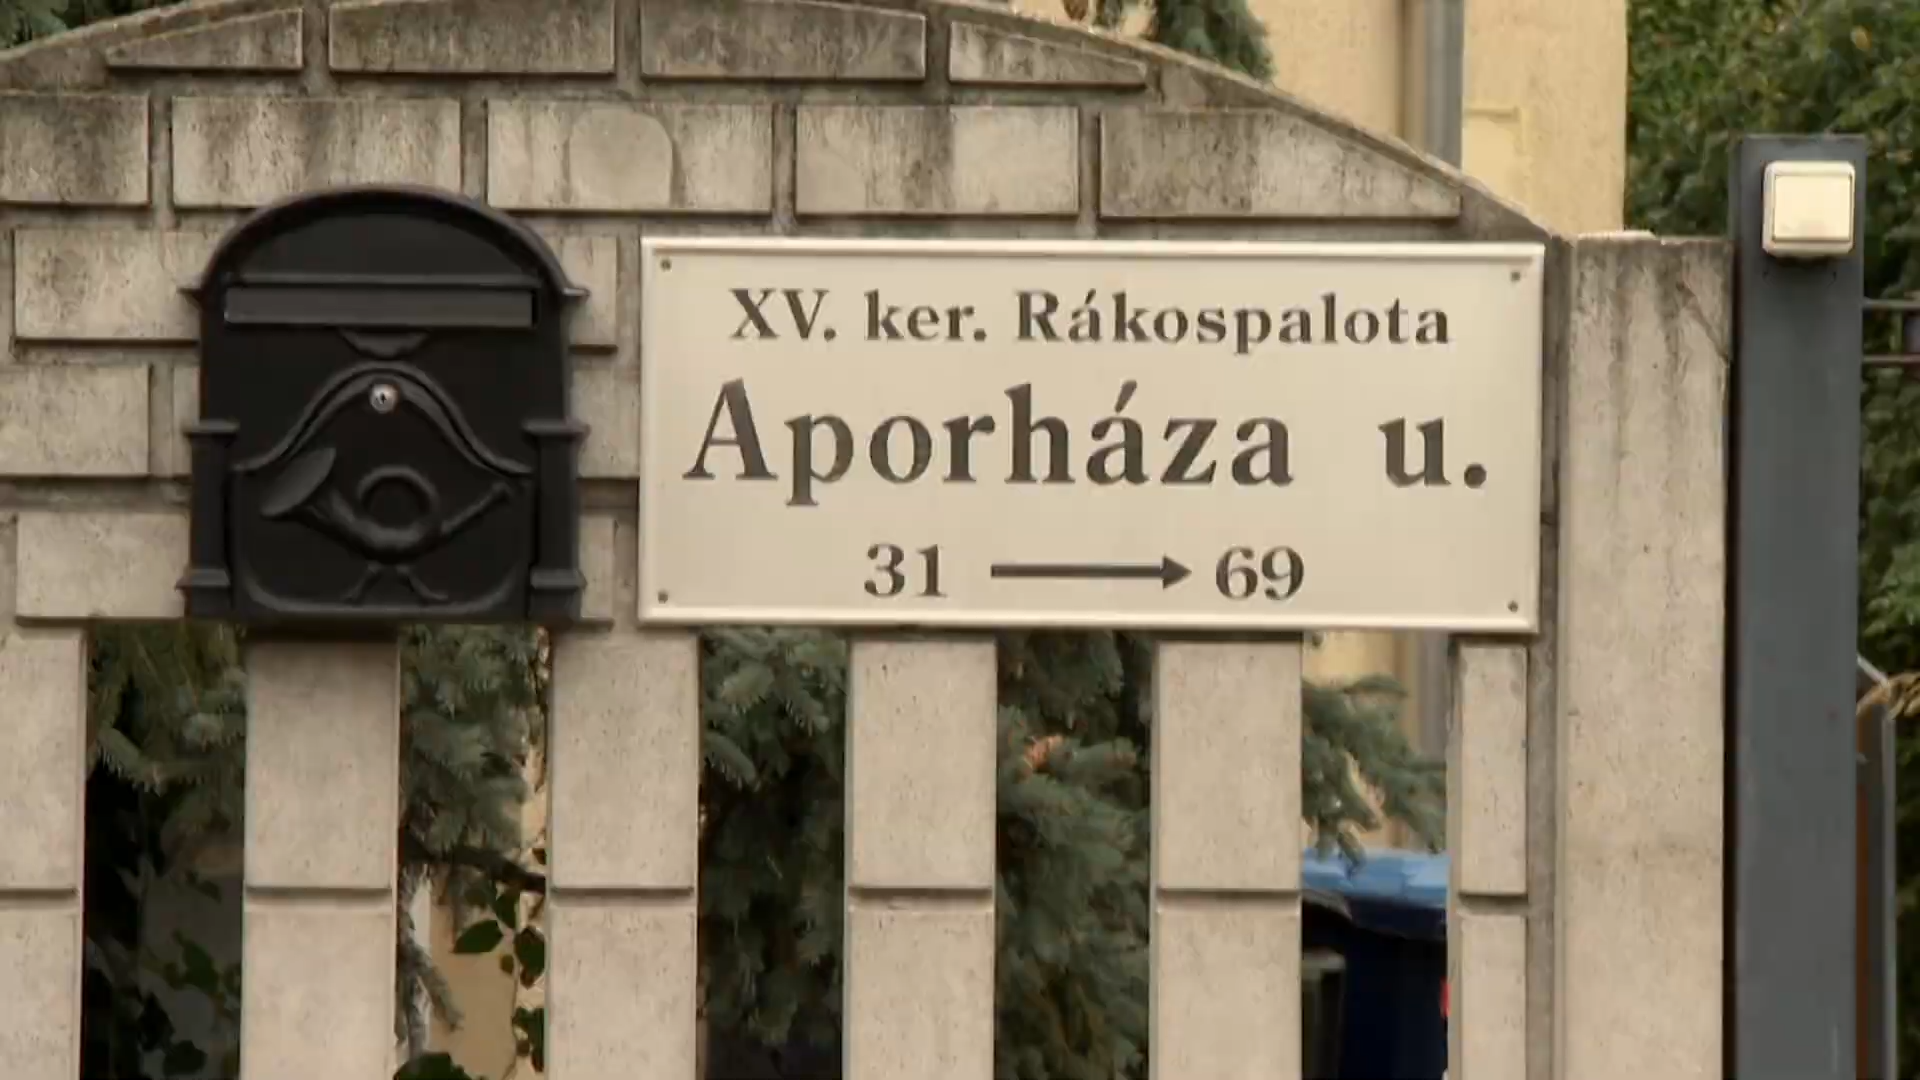 XV. ker. Rákospalota
Aporháza u.
31 → 69